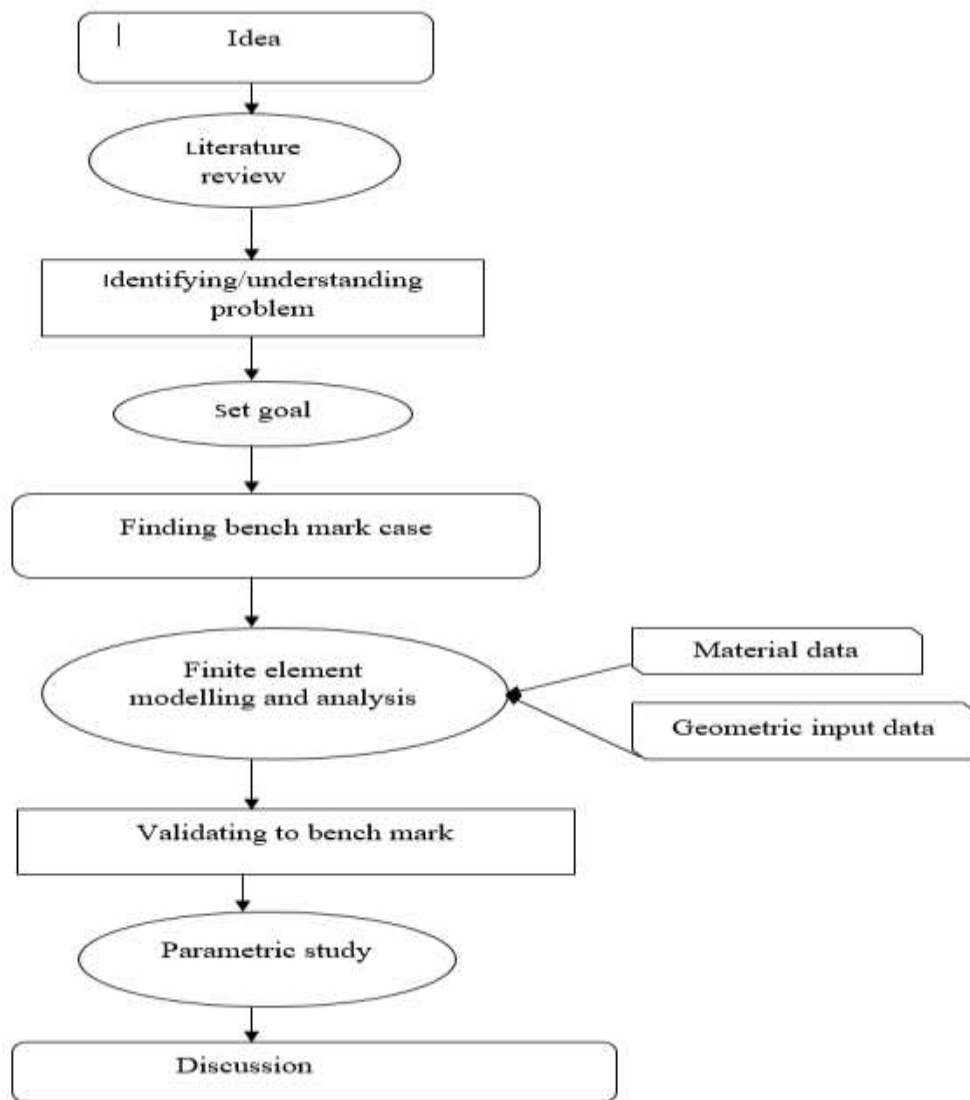 Idea
Literature
review
Identifying/understanding
problem
Set goal
Finding bench mark case
Finite element
modelling and analysis
Material data
Geometric input data
Validating to bench mark
Parametric study
Discussion